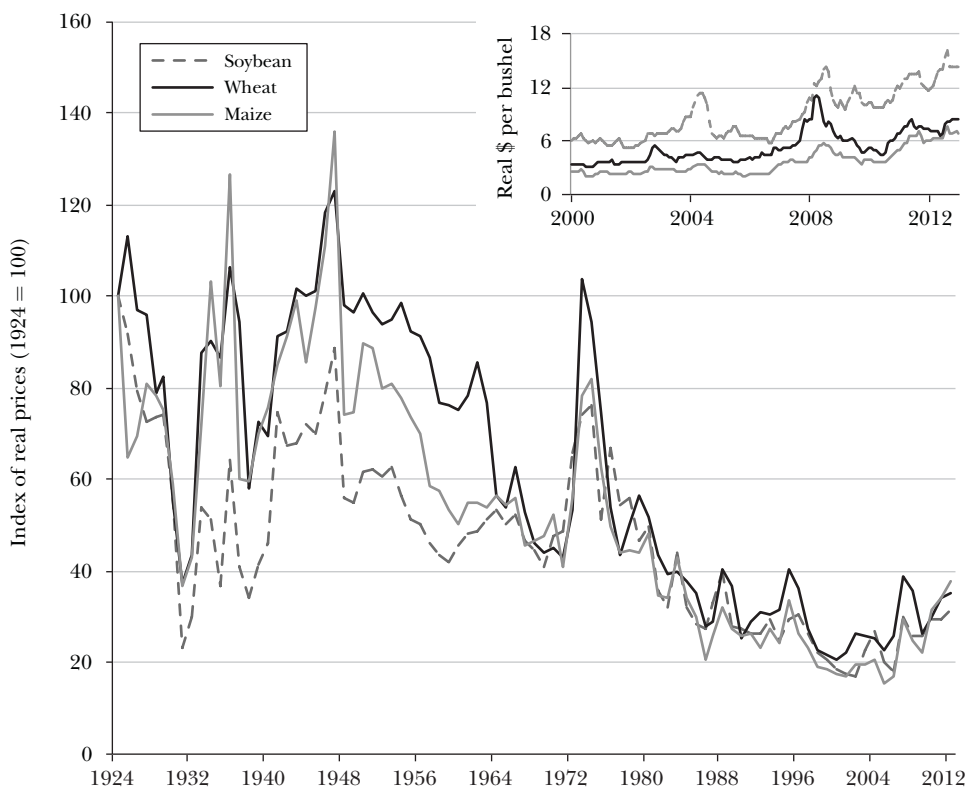 160
140
120
100
80
60
40
20
0
Index of real prices (1924 = 100)
Soybean
Wheat
Maize
1924 1932 1940 1948 1956 1964 1972 1980 1988 1996 2004 2012
Real $ per bushel
18
12
6
0
2000 2004 2008 2012